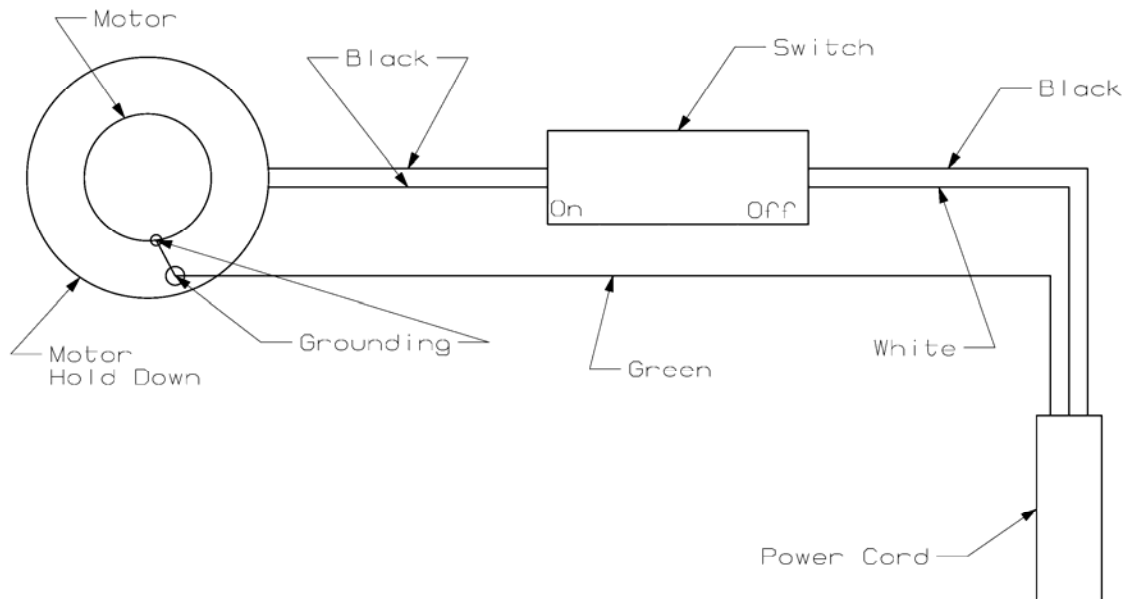 Motor
Black
Switch
Black
On
Off
Grounding
White
Motor
Hold Down
Green
Power Cord